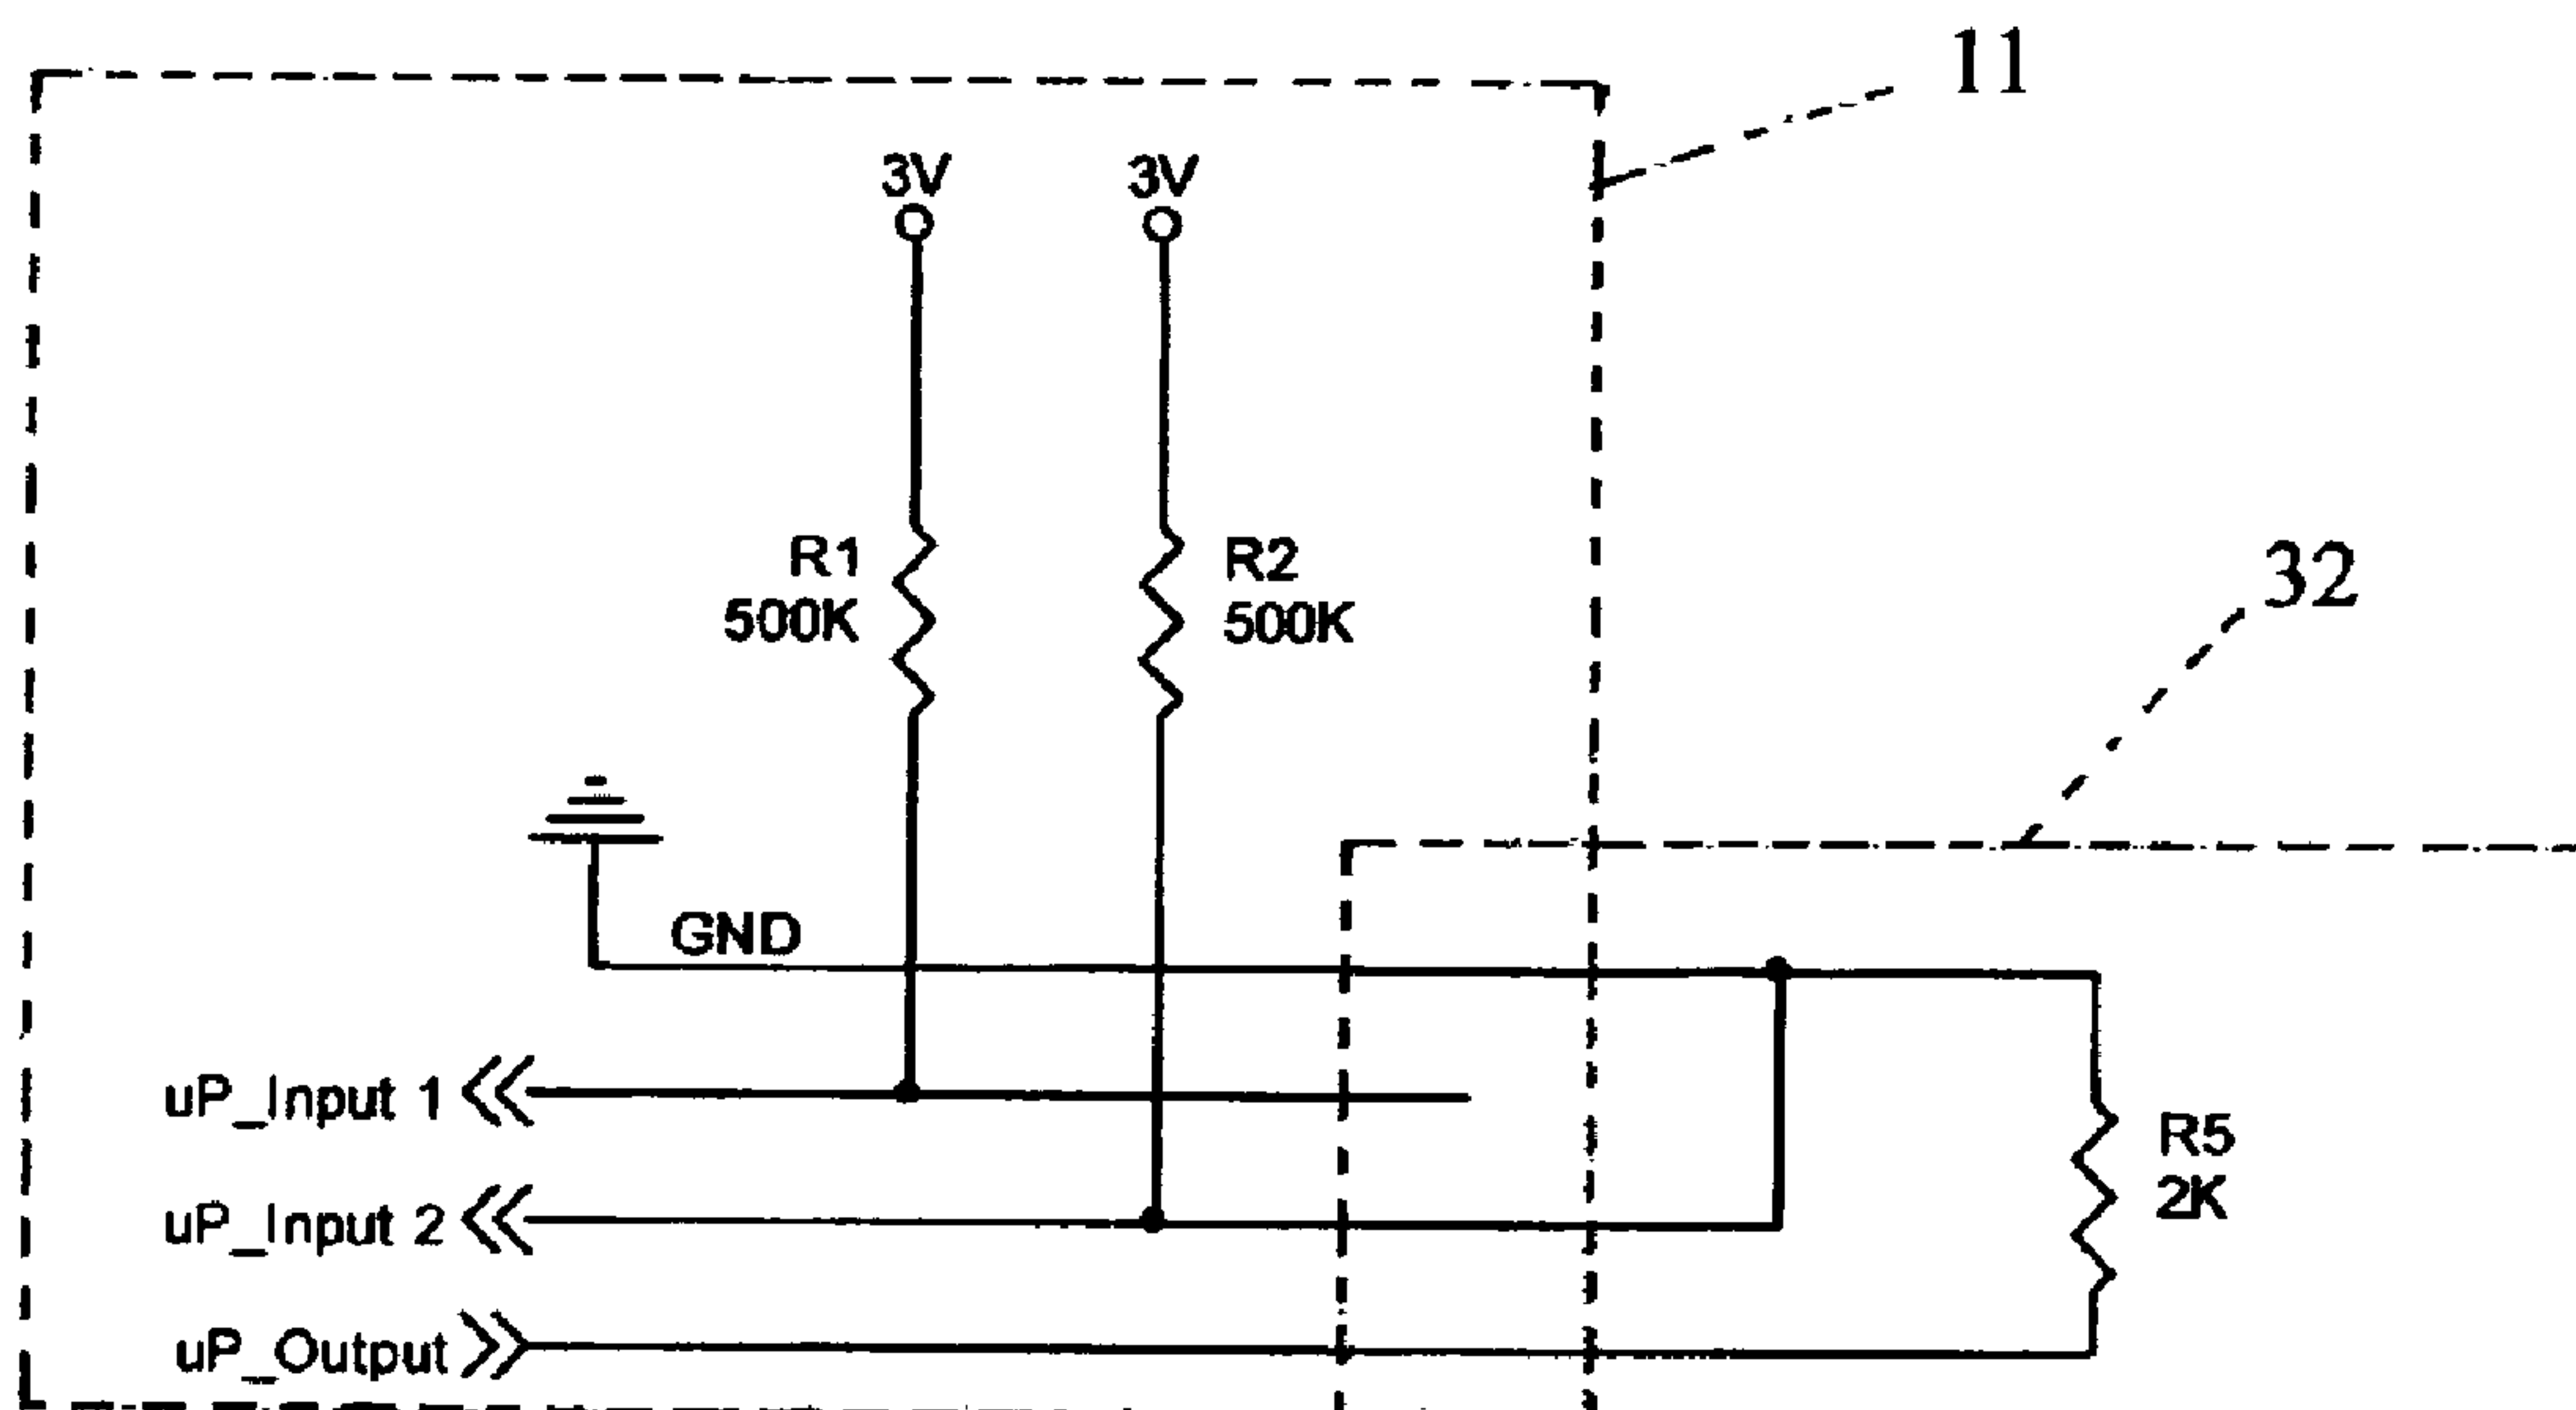 11
3V
3V
R1
500K
R2
500K
32
GND
uP_Input 1
R5
2K
uP_Input 2
uP_Output